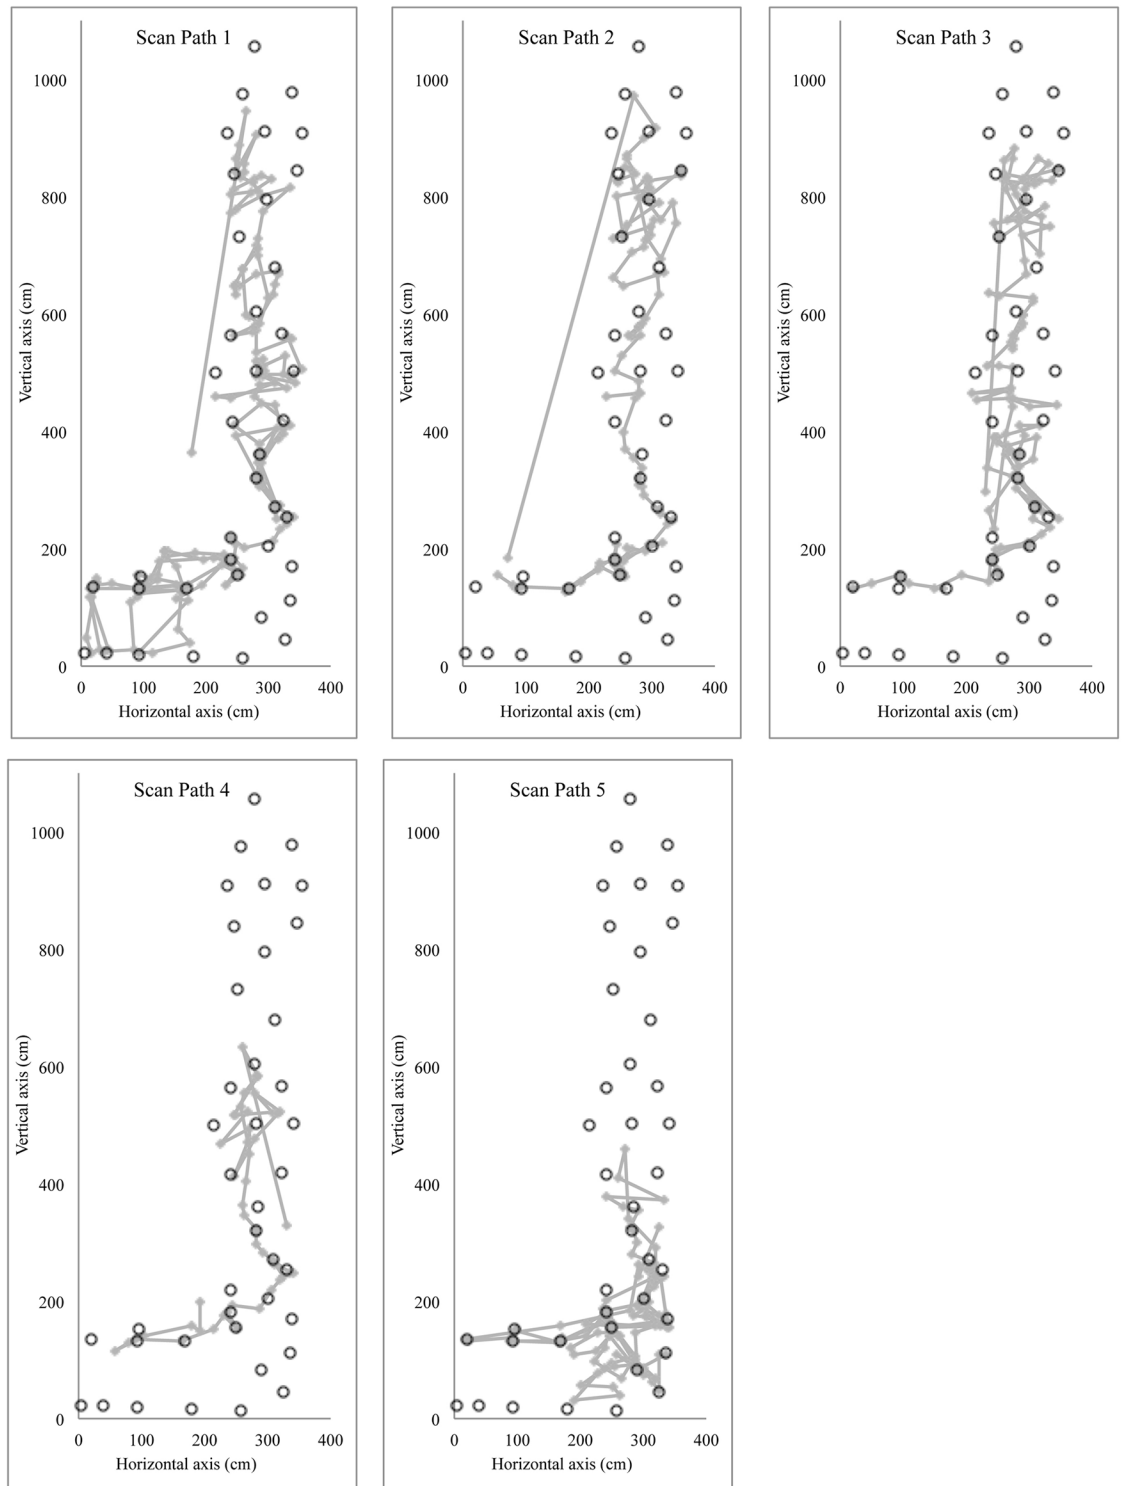 Scan Path 1
1000
800
600
400
200
0
Vertical axis (cm)
0 100 200 300 400
Horizontal axis (cm)
Scan Path 2
1000
800
600
400
200
0
Vertical axis (cm)
0 100 200 300 400
Horizontal axis (cm)
Scan Path 3
1000
800
600
400
200
0
Vertical axis (cm)
0 100 200 300 400
Horizontal axis (cm)
Scan Path 4
1000
800
600
400
200
0
Vertical axis (cm)
0 100 200 300 400
Horizontal axis (cm)
Scan Path 5
1000
800
600
400
200
0
Vertical axis (cm)
0 100 200 300 400
Horizontal axis (cm)